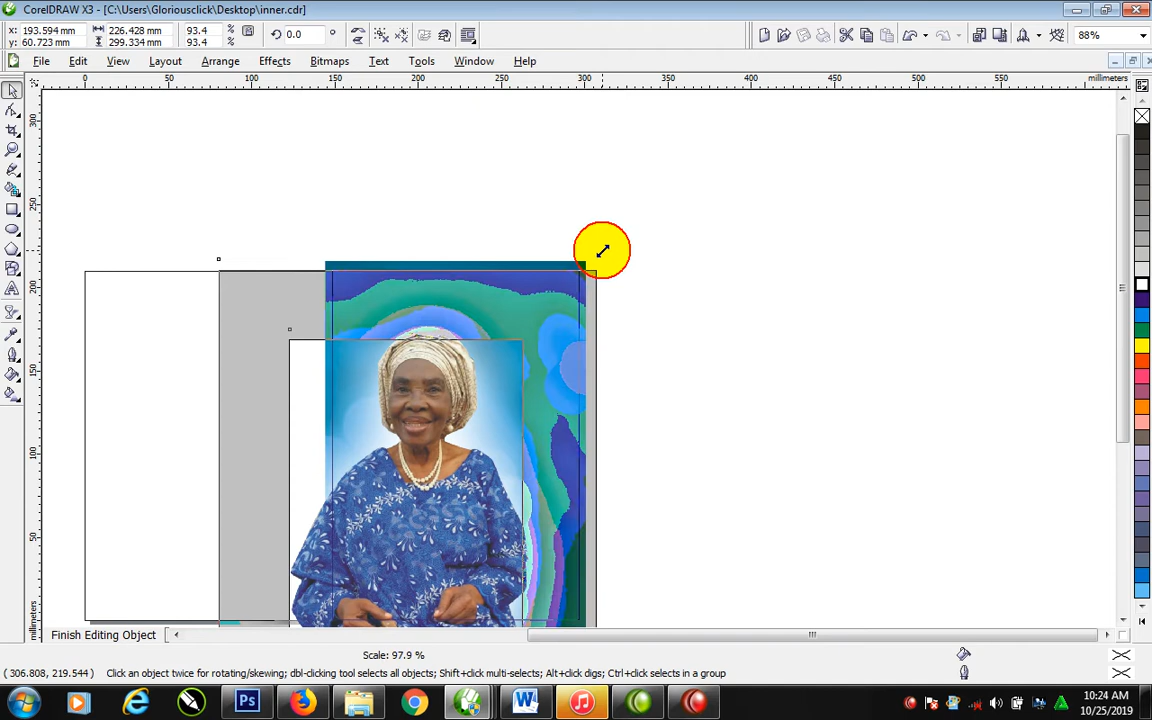 CorelDRAW X3 - [C:\Users\Gloriousclick\Desktop\inner.cdr]
x: 193.594 mm 226.428 mm 93.4 % 0.0 °
y: 60.723 mm 299.334 mm 93.4 % 88%
File Edit View Layout Arrange Effects Bitmaps Text Tools Window Help
0 50 100 150 200 250 300 350 400 450 500 550 millimeters
300
250
200
150
100
50
millimeters
Finish Editing Object
Scale: 97.9 %
( 306.808, 219.544 ) Click an object twice for rotating/skewing; dbl-clicking tool selects all objects; Shift+click multi-selects; Alt+click digs; Ctrl+click selects in a group
Ps W
10:24 AM
10/25/2019